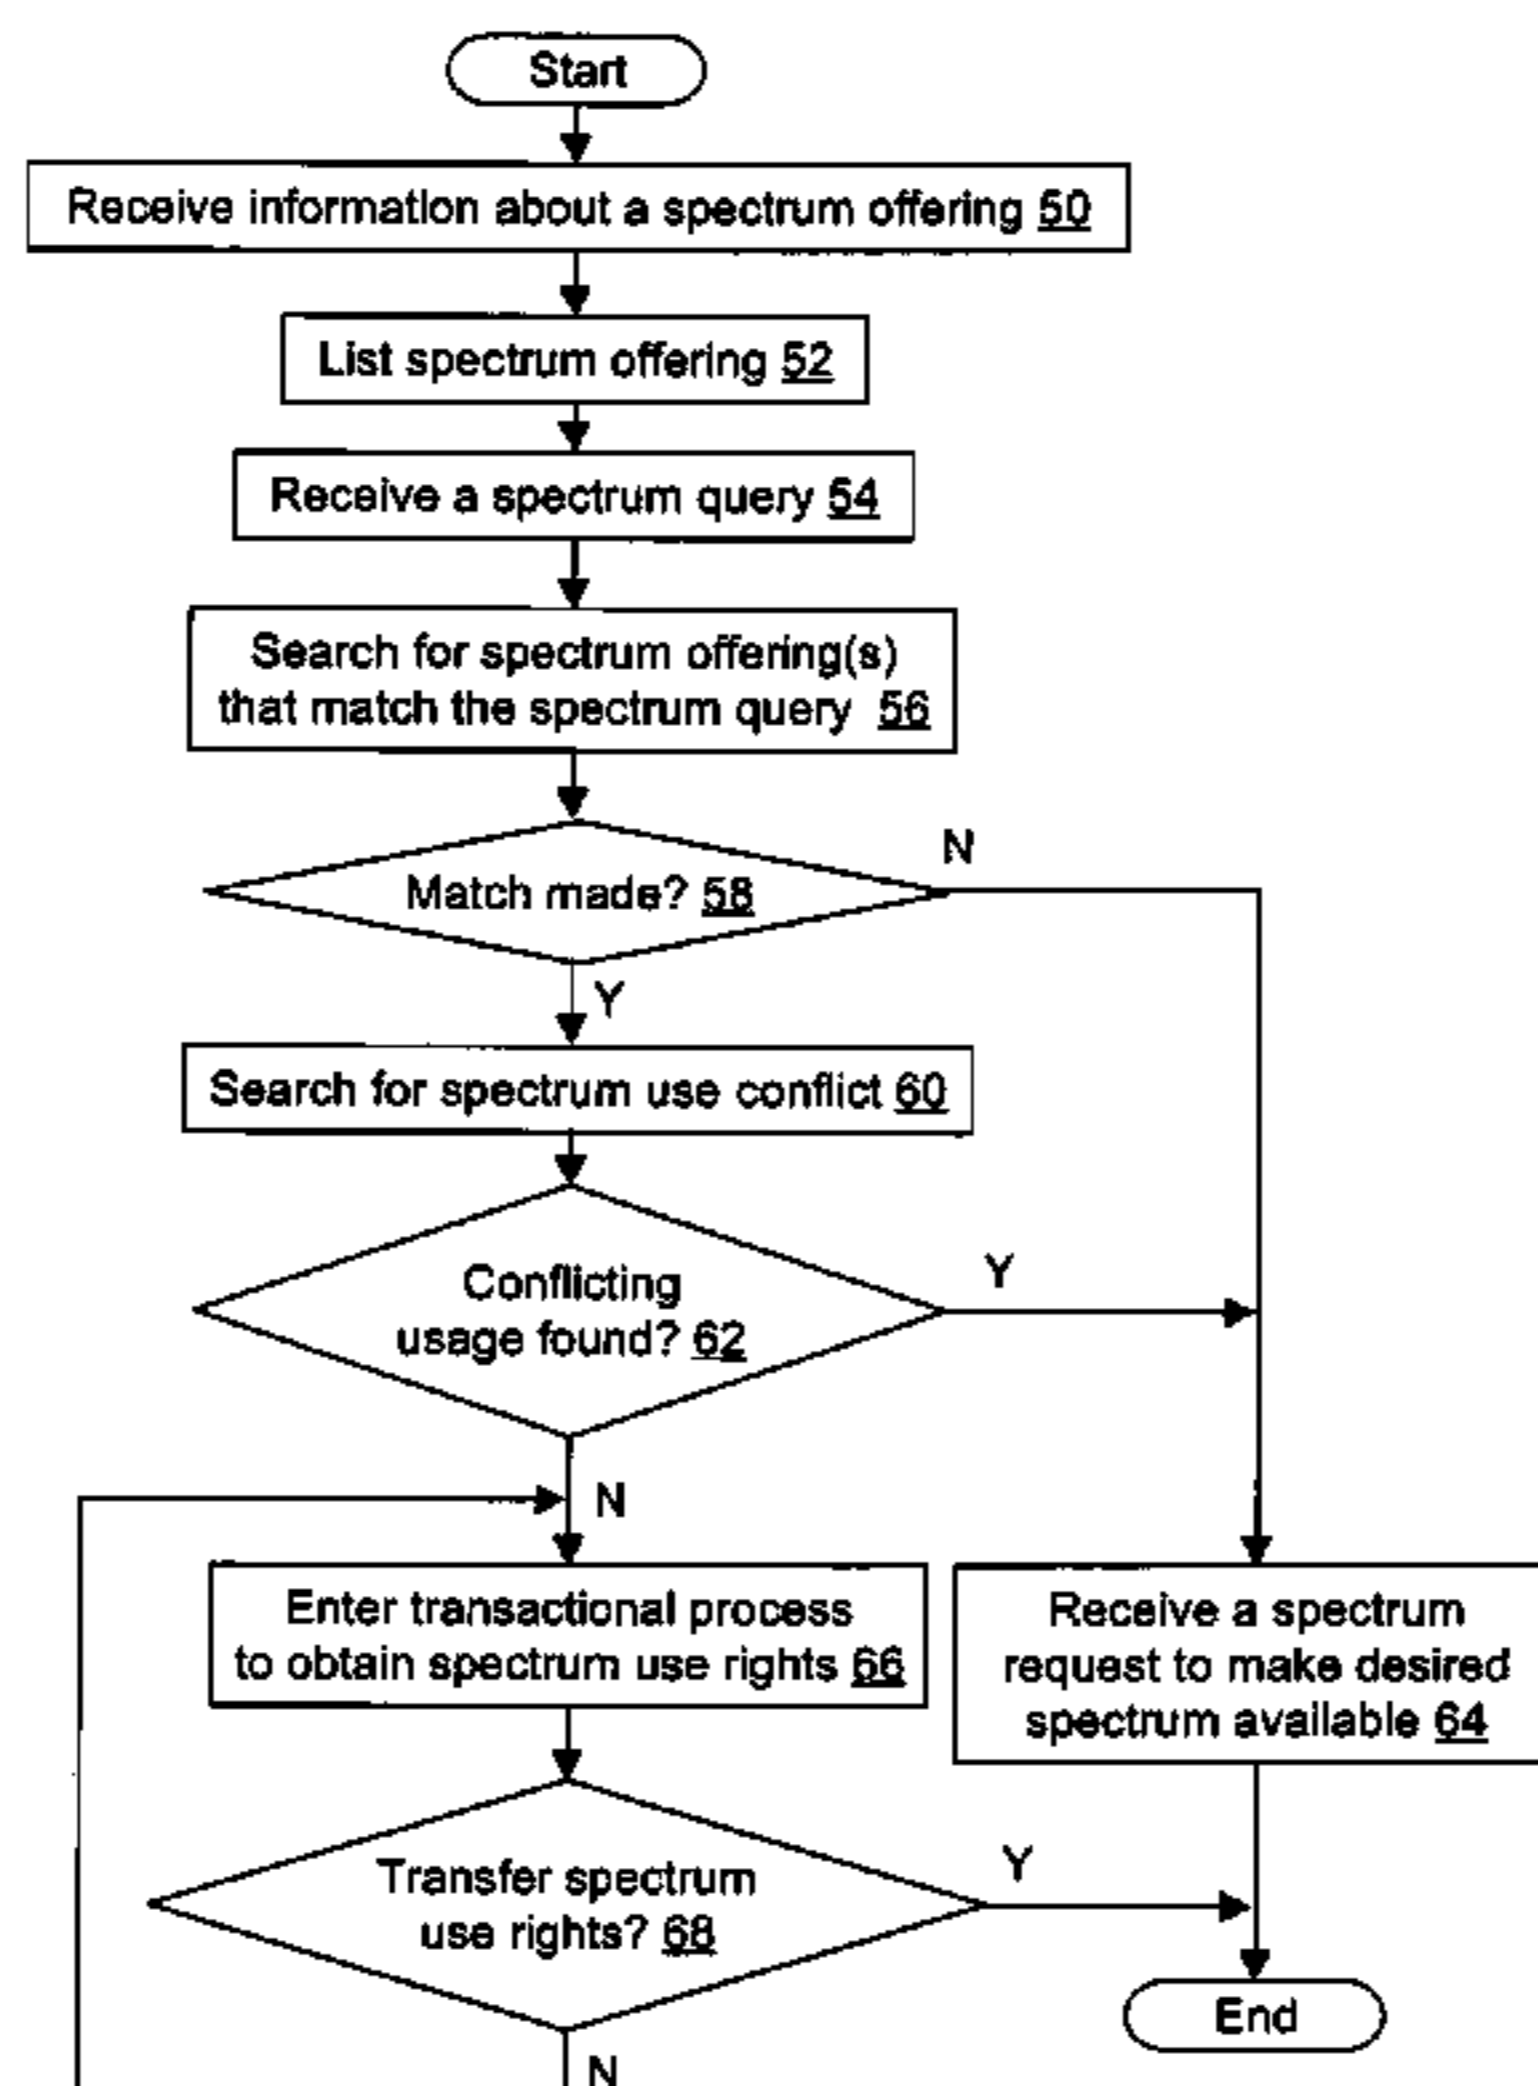 Start
Receive information about a spectrum offering 50
List spectrum offering 52
Receive a spectrum query 54
Search for spectrum offering(s)
that match the spectrum query 56
Match made? 58
N
Y
Search for spectrum use conflict 60
Conflicting
usage found? 62
Y
N
Enter transactional process
to obtain spectrum use rights 66
Receive a spectrum
request to make desired
spectrum available 64
Transfer spectrum
use rights? 68
Y
End
N